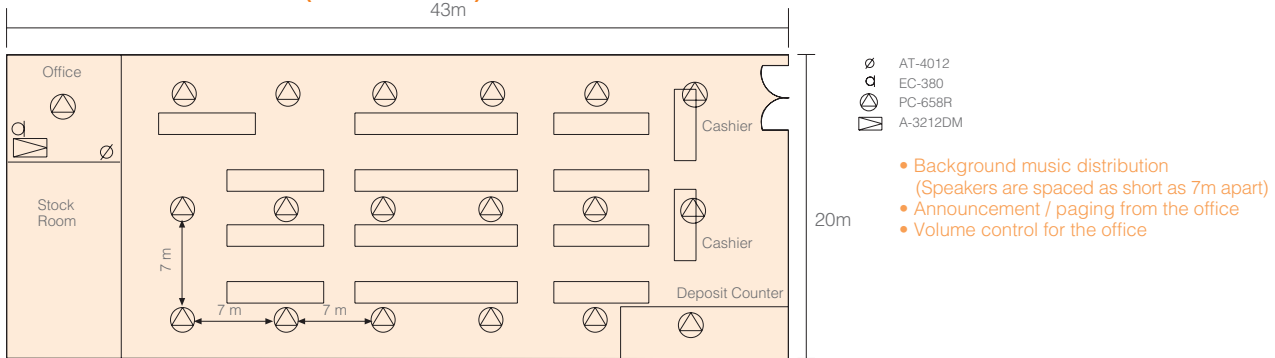 43m
Office
Cashier
Stock
Room
Cashier
7 m
7 m
7 m
Deposit Counter
20m
AT-4012
EC-380
PC-658R
A-3212DM
• Background music distribution
(Speakers are spaced as short as 7m apart)
• Announcement / paging from the office
• Volume control for the office